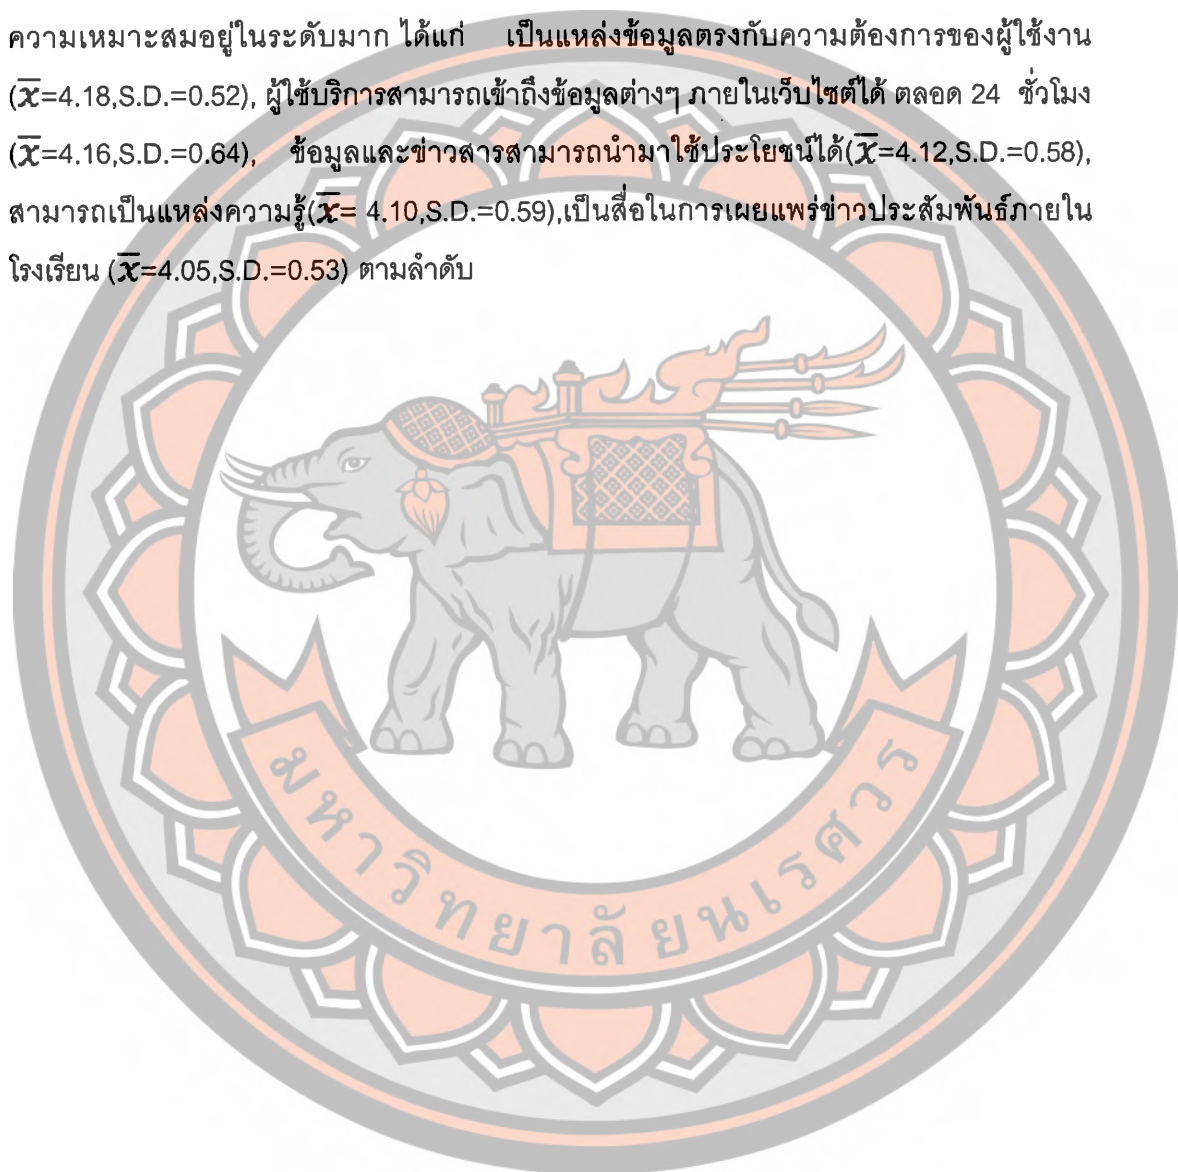 ความเหมาะสมอยู่ในระดับมาก ได้แก่ เป็นแหล่งข้อมูลตรงกับความต้องการของผู้ใช้งาน
(x̄=4.18,S.D.=0.52), ผู้ใช้บริการสามารถเข้าถึงข้อมูลต่างๆ ภายในเว็บไซต์ได้ ตลอด 24 ชั่วโมง
(x̄=4.16,S.D.=0.64), ข้อมูลและข่าวสารสามารถนำมาใช้ประโยชน์ได้(x̄=4.12,S.D.=0.58),
สามารถเป็นแหล่งความรู้(x̄= 4.10,S.D.=0.59),เป็นสื่อในการเผยแพร่ข่าวประสัมพันธ์ภายใน
โรงเรียน (x̄=4.05,S.D.=0.53) ตามลำดับ
มหาวิทยาลัยนเรศวร